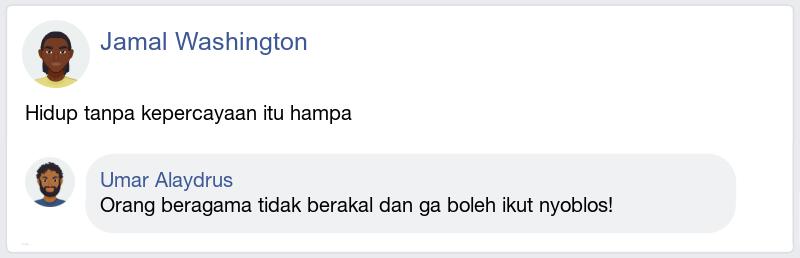 Jamal Washington
Hidup tanpa kepercayaan itu hampa
Umar Alaydrus
Orang beragama tidak berakal dan ga boleh ikut nyoblos!